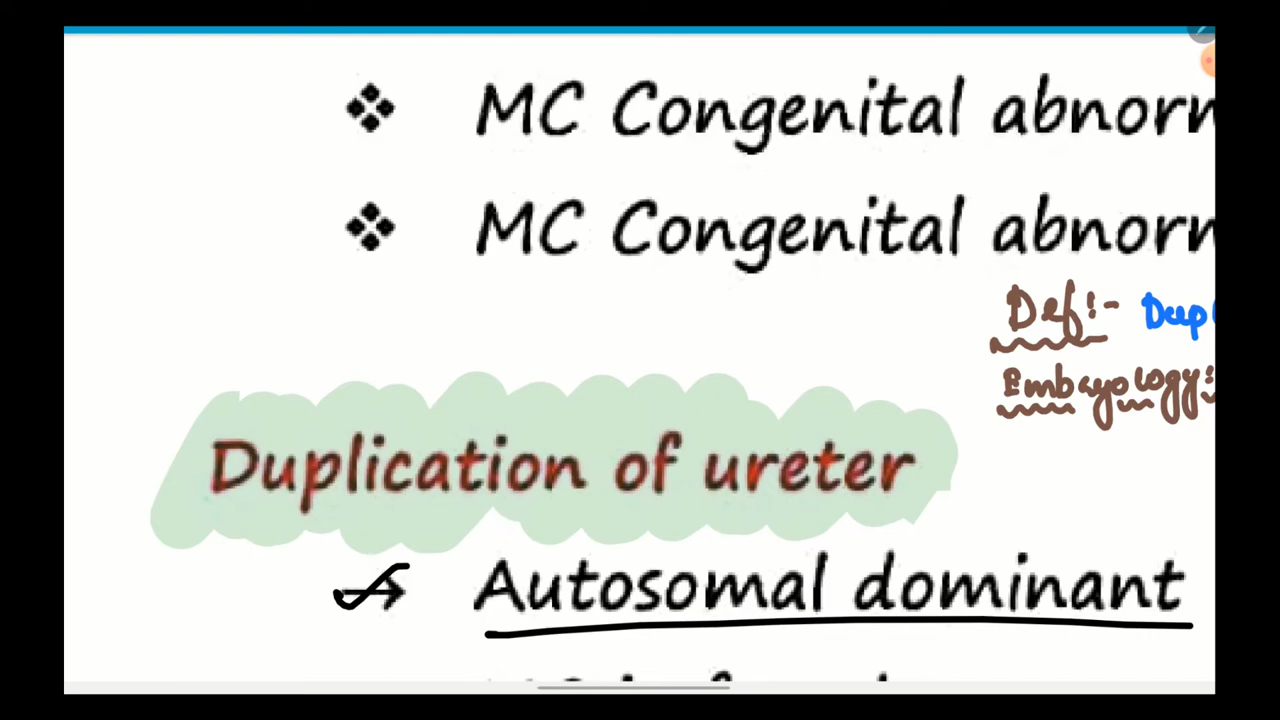 ❖ MC Congenital abnorm
❖ MC Congenital abnorm
Def:- Dup
Embryology:
Duplication of ureter
Autosomal dominant